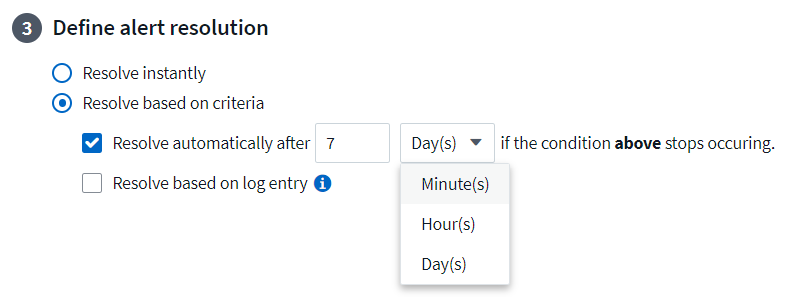 3 Define alert resolution
Resolve instantly
Resolve based on criteria
Resolve automatically after 7 Day(s) if the condition above stops occuring.
Resolve based on log entry i
Minute(s)
Hour(s)
Day(s)